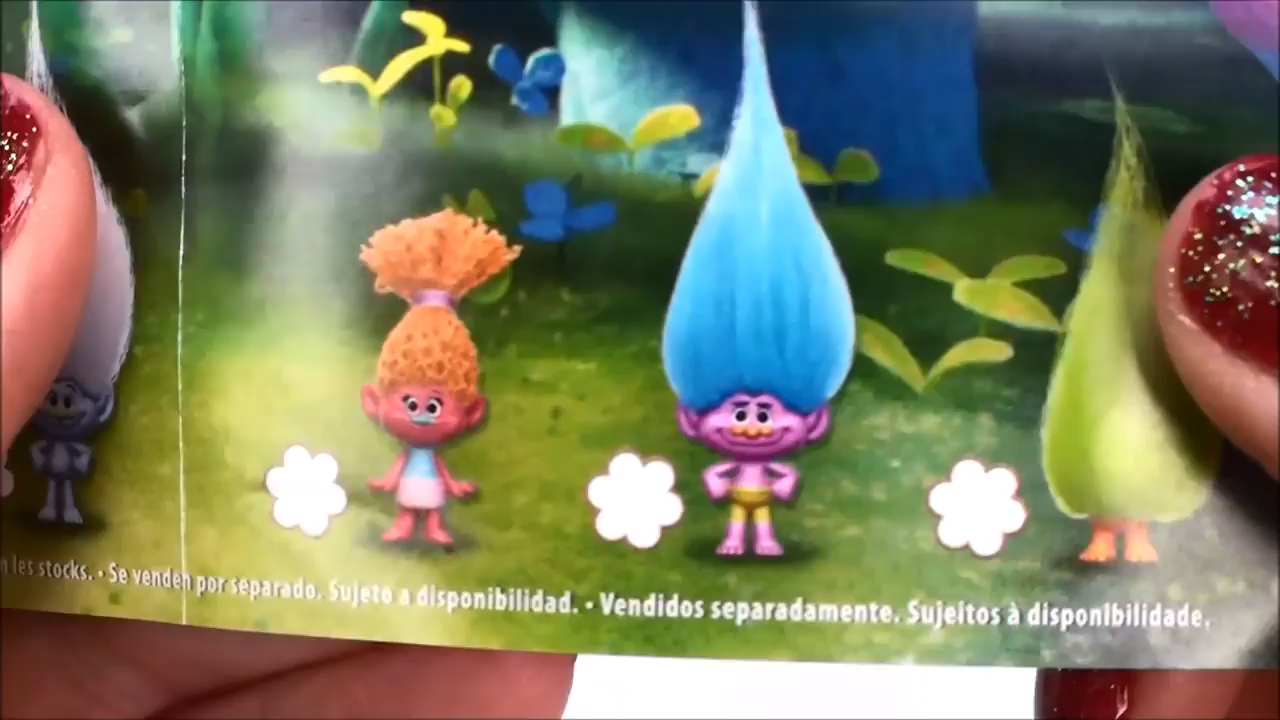 les stocks. • Se venden por separado. Sujeto a disponibilidad. • Vendidos separadamente. Sujeitos à disponibilidade.